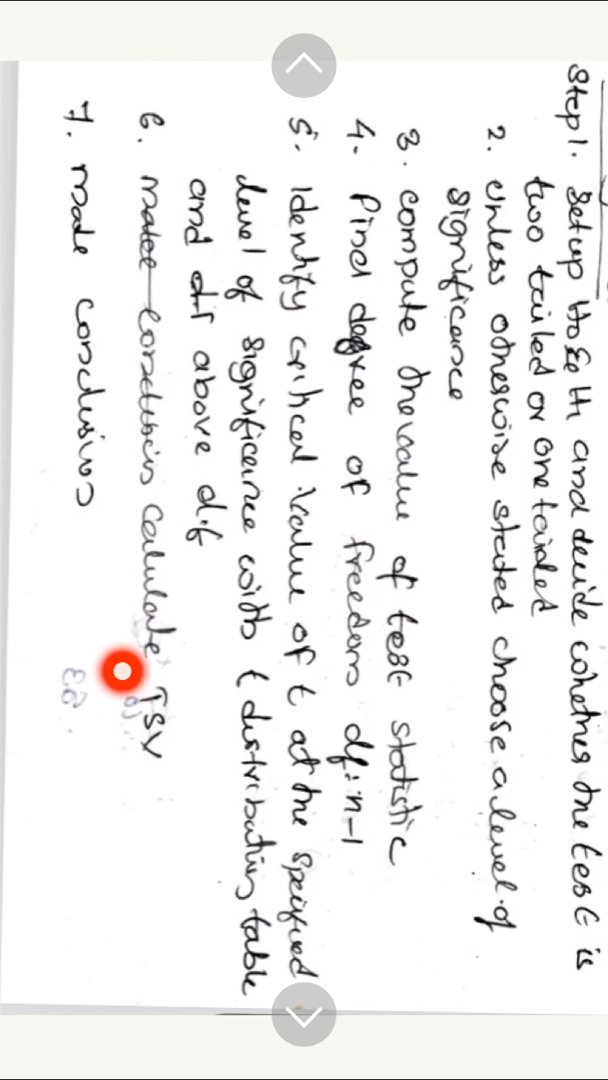 Step 1. Setup H0 & H1 and decide whether the test is
two tailed or one tailed
2. Unless otherwise stated choose a level of
significance
3. compute the value of test statistic
4. Find degree of freedom df = n-1
5. Identify critical value of t at the specified
level of significance with t distribution table
and df above d.f
6. Make conclusion calculate TSV
7. made conclusion